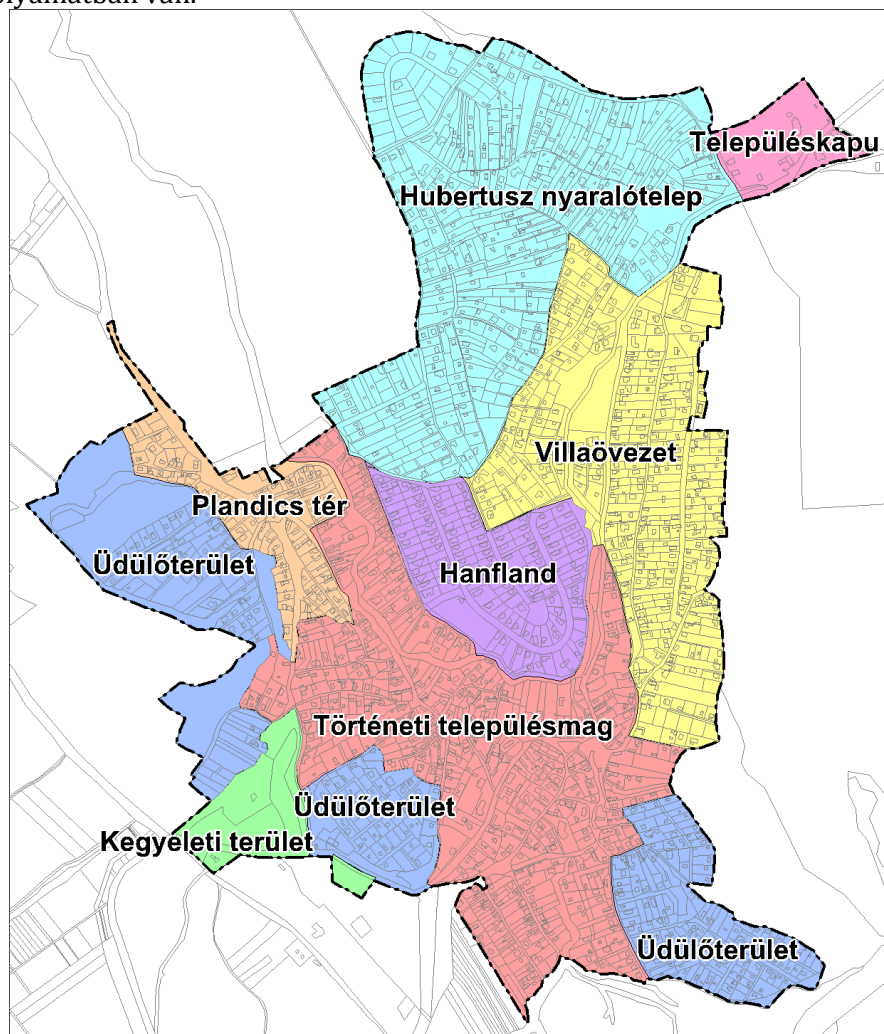 Településkapu
Hubertusz nyaralótelep
Villaövezet
Plandics tér
Üdülőterület
Hanfland
Történeti településmag
Üdülőterület
Kegyeleti terület
Üdülőterület